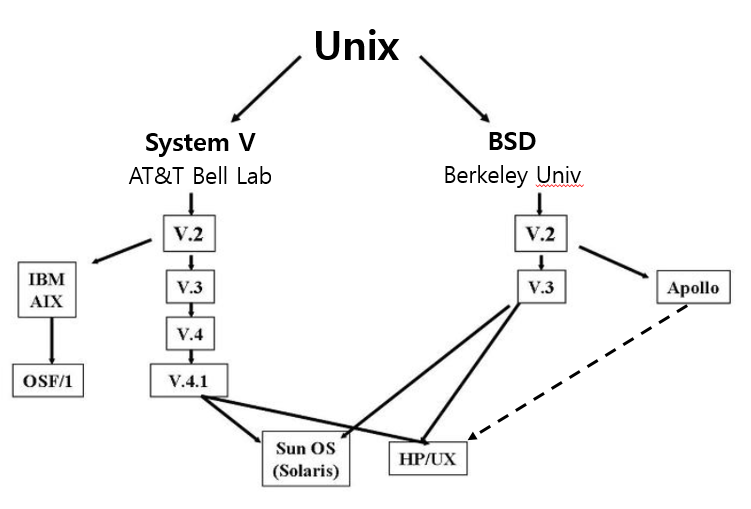 Unix
System V
BSD
AT&T Bell Lab
Berkeley Univ
V.2
V.2
IBM
AIX
V.3
V.3
Apollo
V.4
OSF/1
V.4.1
Sun OS
(Solaris)
HP/UX